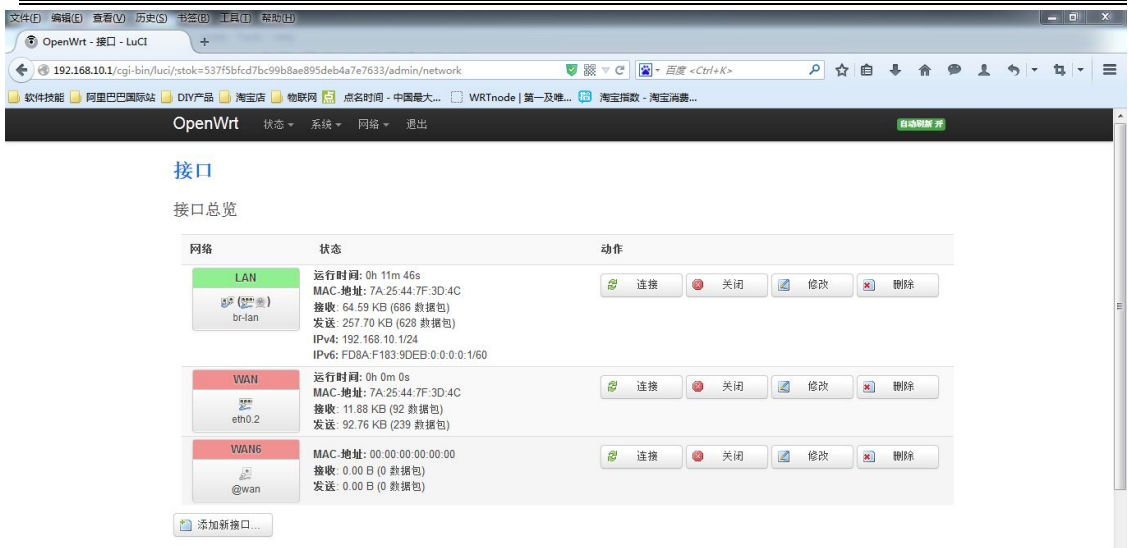 文件(F) 编辑(E) 查看(V) 历史(S) 书签(B) 工具(T) 帮助(H)
OpenWrt - 接口 - LuCI
192.168.10.1/cgi-bin/luci/;stok=537f5bfcd7bc99b8ae895deb4a7e7633/admin/network 百度 <Ctrl+K>
软件技能 阿里巴巴国际站 DIY产品 淘宝店 物联网 点名时间 - 中国最大... WRTnode | 第一及唯... 淘宝指数 - 淘宝消费...
OpenWrt 状态 系统 网络 退出 自动刷新 开
接口
接口总览
网络 状态 动作
LAN
br-lan
运行时间: 0h 11m 46s
MAC-地址: 7A:25:44:7F:3D:4C
接收: 64.59 KB (686 数据包)
发送: 257.70 KB (628 数据包)
IPv4: 192.168.10.1/24
IPv6: FD8A:F183:9DEB:0:0:0:0:1/60
连接 关闭 修改 删除
WAN
eth0.2
运行时间: 0h 0m 0s
MAC-地址: 7A:25:44:7F:3D:4C
接收: 11.88 KB (92 数据包)
发送: 92.76 KB (239 数据包)
连接 关闭 修改 删除
WAN6
@wan
MAC-地址: 00:00:00:00:00:00
接收: 0.00 B (0 数据包)
发送: 0.00 B (0 数据包)
连接 关闭 修改 删除
添加新接口...